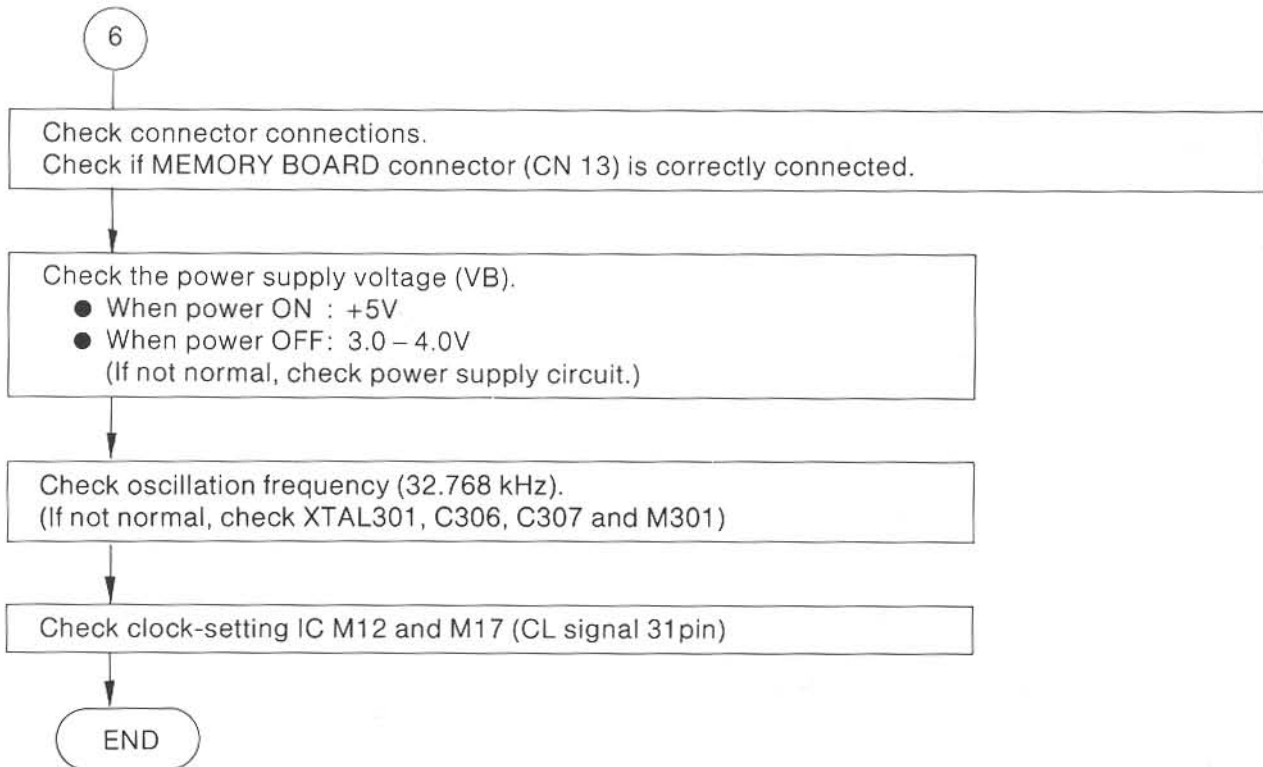 6
Check connector connections.
Check if MEMORY BOARD connector (CN 13) is correctly connected.
Check the power supply voltage (VB).
● When power ON : +5V
● When power OFF: 3.0 – 4.0V
(If not normal, check power supply circuit.)
Check oscillation frequency (32.768 kHz).
(If not normal, check XTAL301, C306, C307 and M301)
Check clock-setting IC M12 and M17 (CL signal 31pin)
END